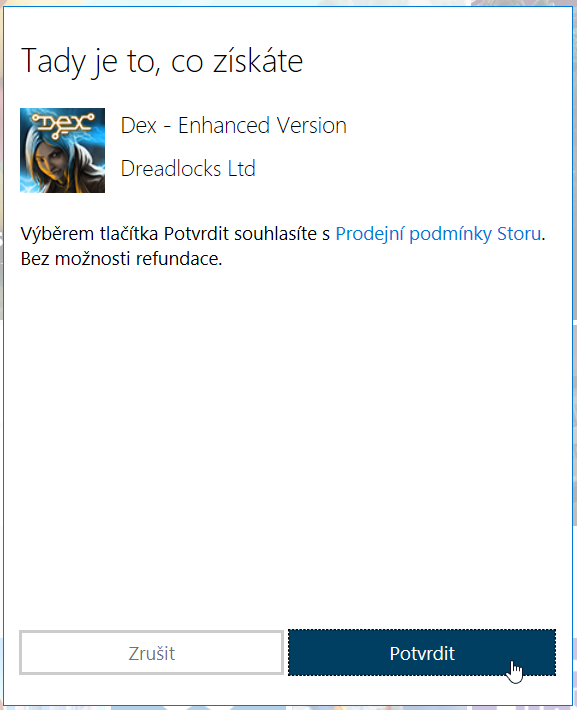 Tady je to, co získáte
DEX
Dex - Enhanced Version
Dreadlocks Ltd
Výběrem tlačítka Potvrdit souhlasíte s Prodejní podmínky Storu.
Bez možnosti refundace.
Zrušit
Potvrdit